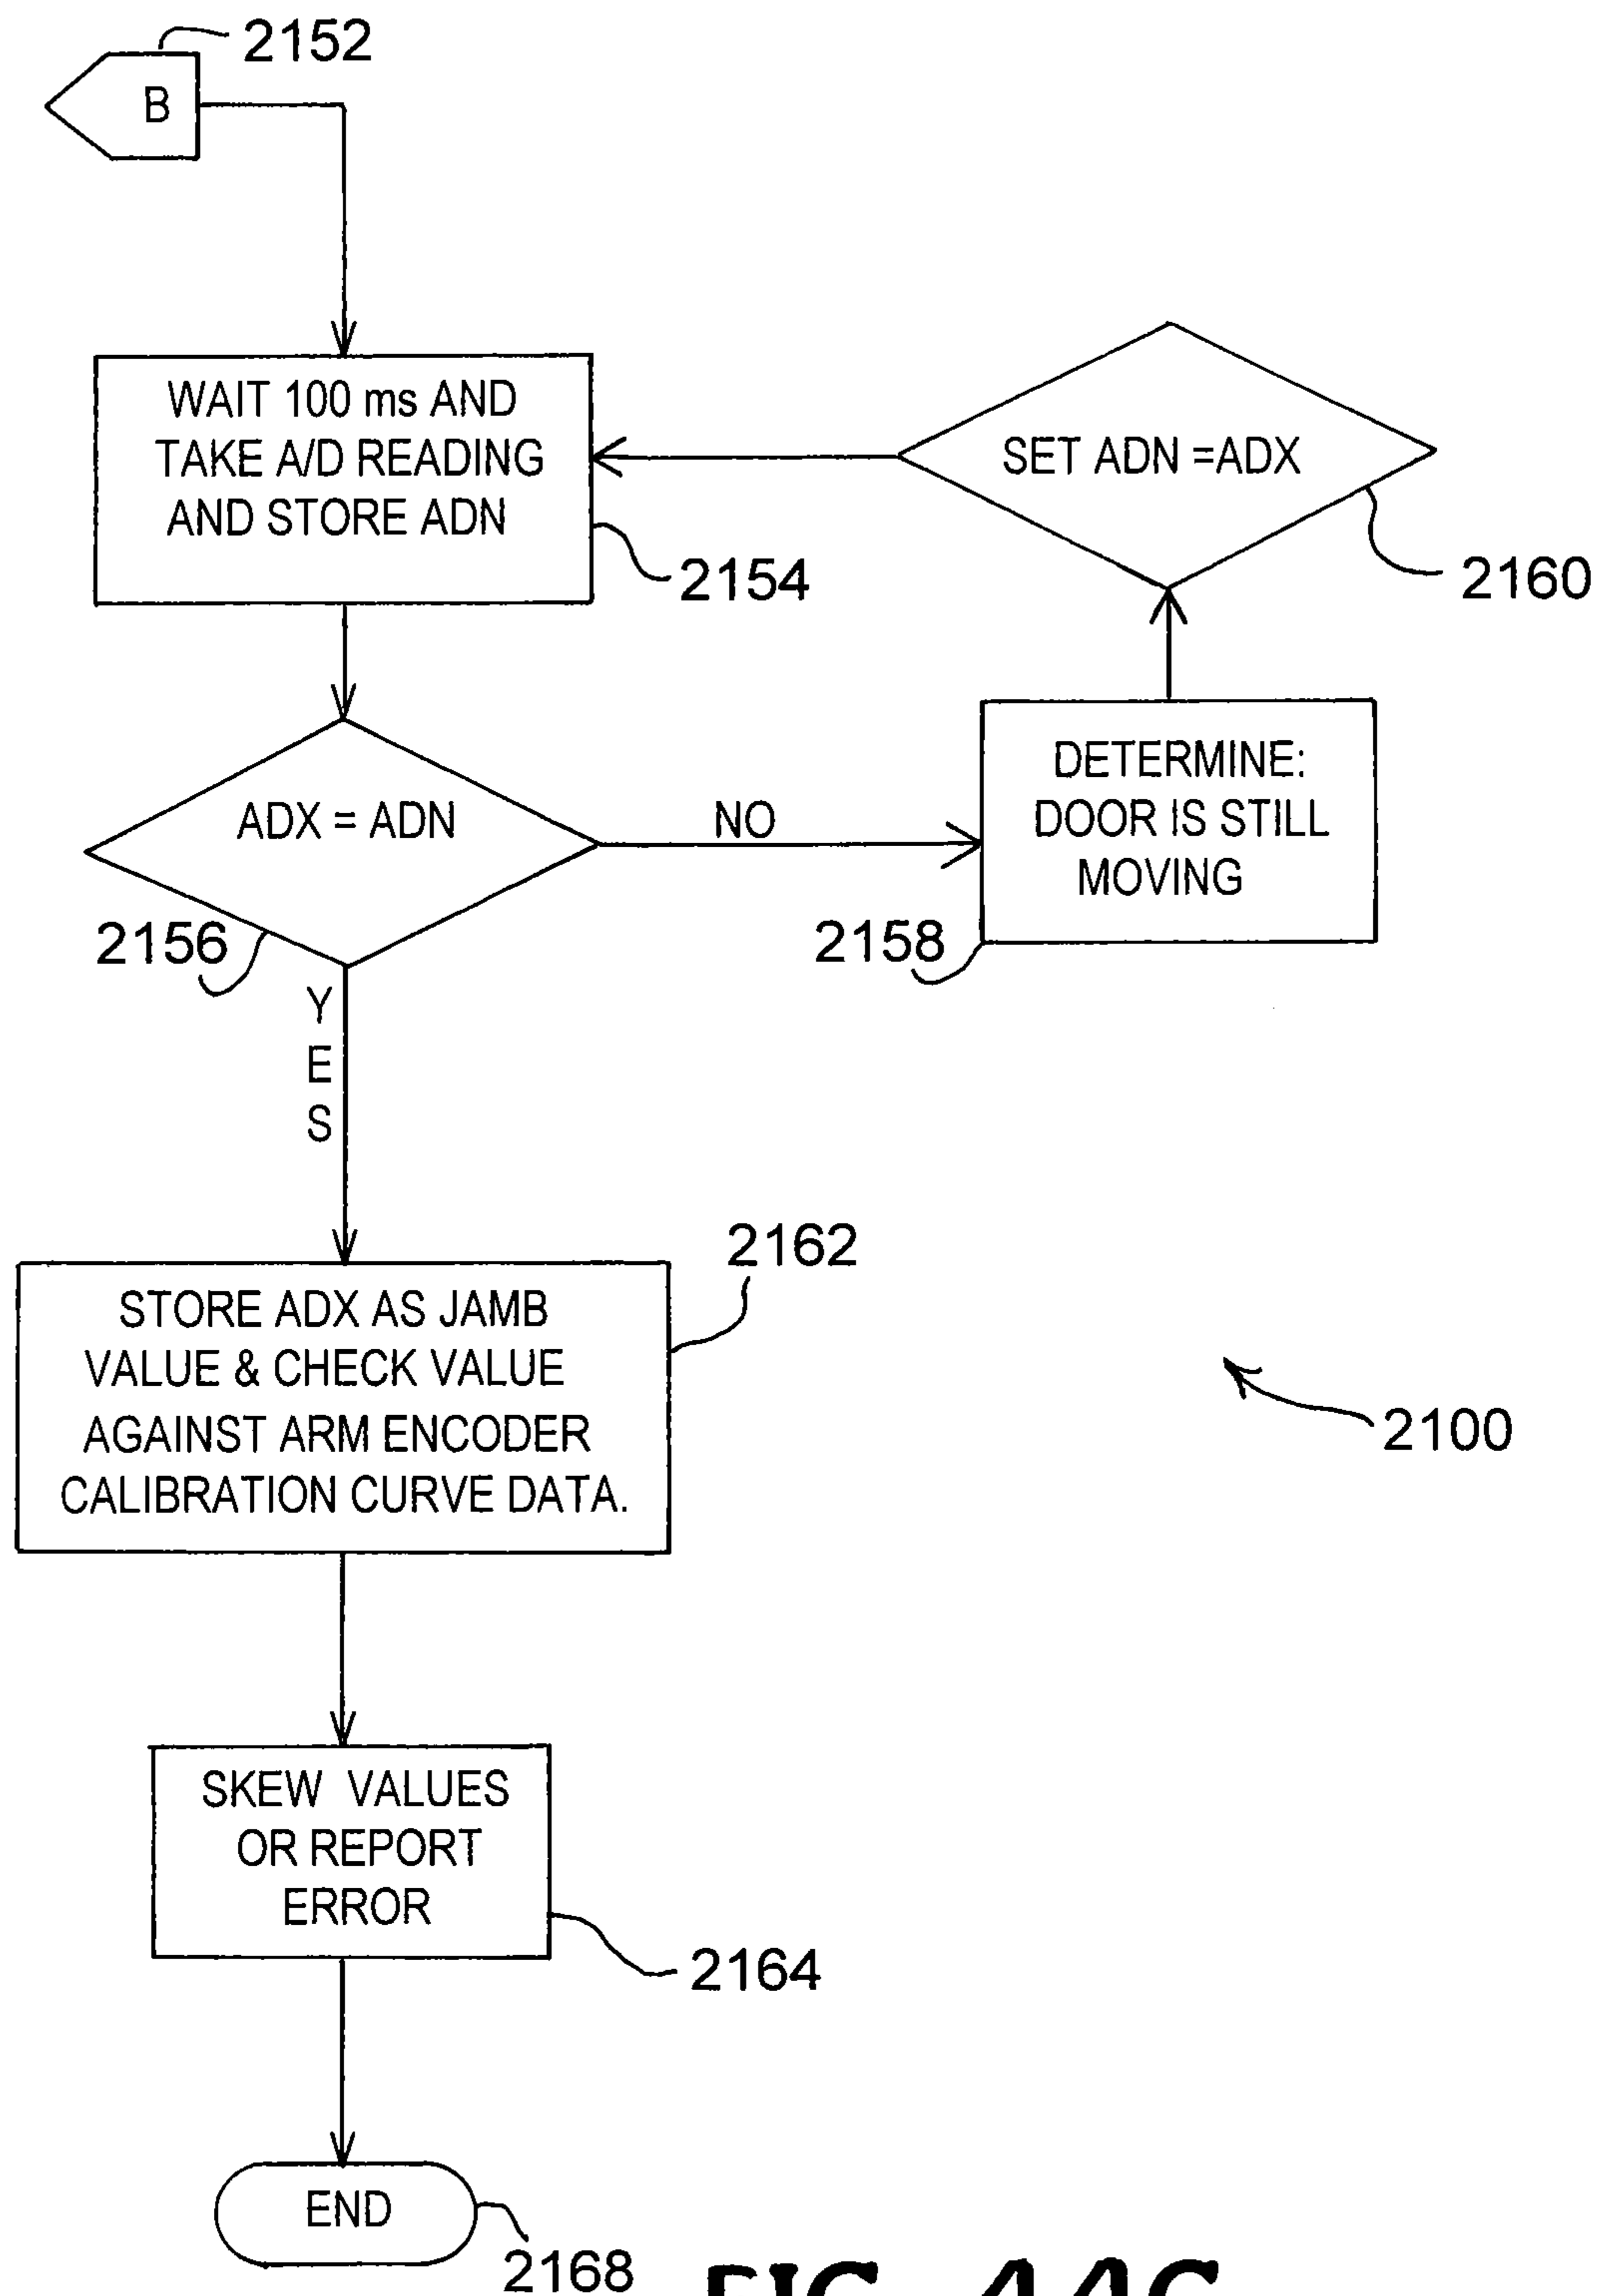 2152
B
WAIT 100 ms AND
TAKE A/D READING
AND STORE ADN
2154
SET ADN =ADX
2160
ADX = ADN
2156
NO
DETERMINE:
DOOR IS STILL
MOVING
2158
Y
E
S
STORE ADX AS JAMB
VALUE & CHECK VALUE
AGAINST ARM ENCODER
CALIBRATION CURVE DATA.
2162
2100
SKEW VALUES
OR REPORT
ERROR
2164
END
2168
FIG. 44C